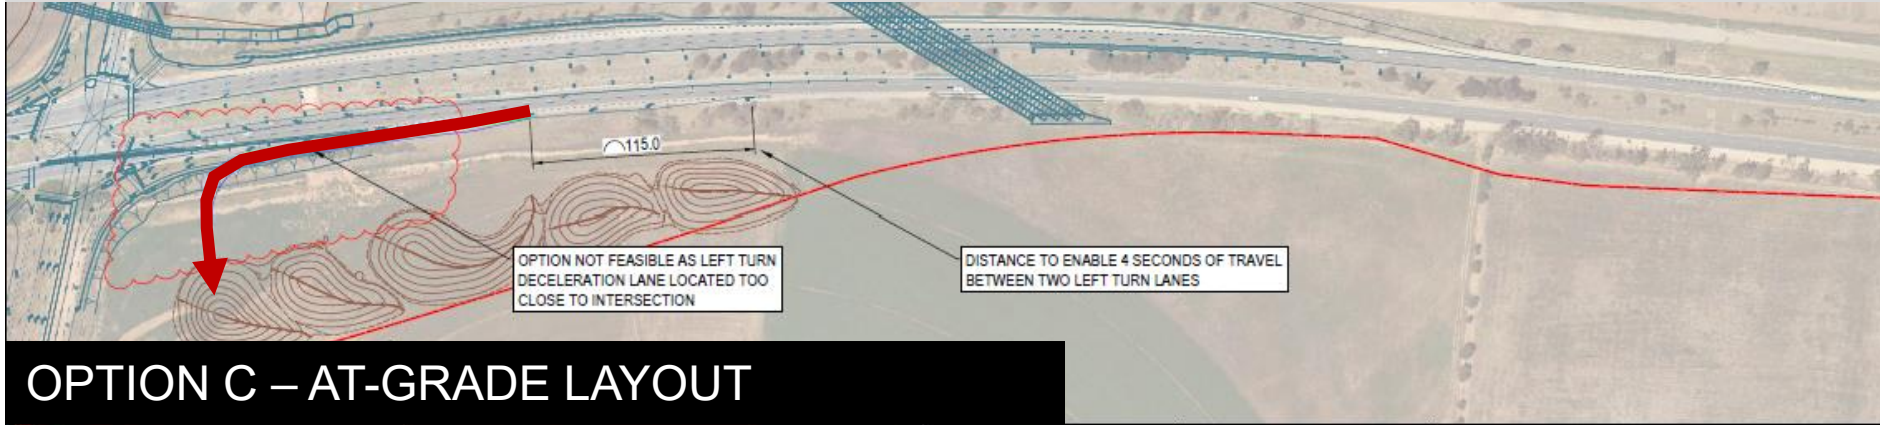 115.0
OPTION NOT FEASIBLE AS LEFT TURN
DECELERATION LANE LOCATED TOO
CLOSE TO INTERSECTION
DISTANCE TO ENABLE 4 SECONDS OF TRAVEL
BETWEEN TWO LEFT TURN LANES
OPTION C – AT-GRADE LAYOUT